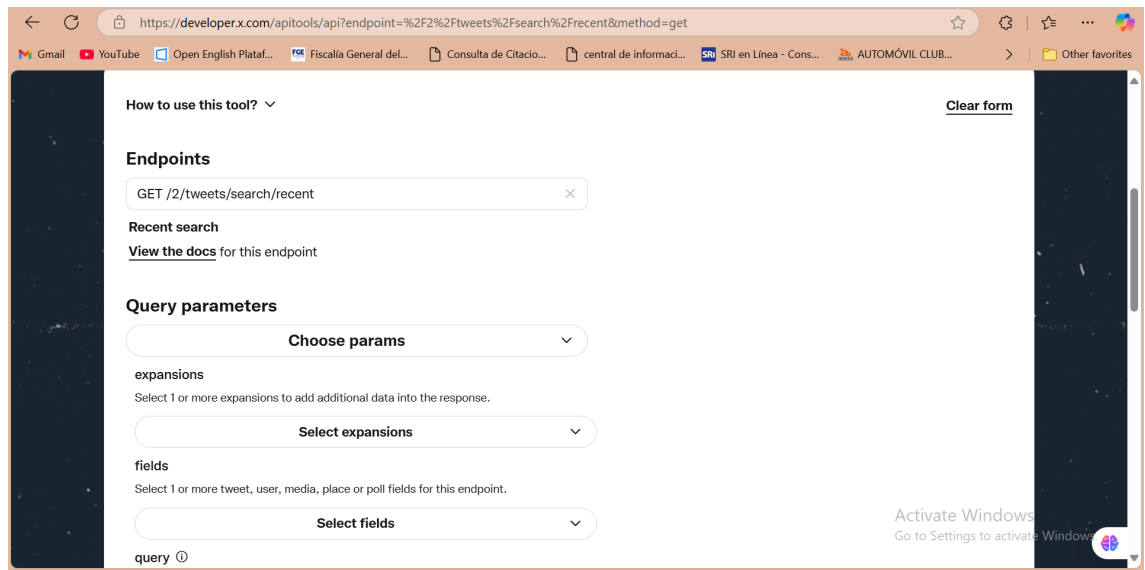 https://developer.x.com/apitools/api?endpoint=%2F2%2Ftweets%2Fsearch%2Frecent&method=get
Gmail YouTube Open English Plataf... FGE Fiscalía General del... Consulta de Citacio... central de informaci... SRi SRI en Línea - Cons... AUTOMÓVIL CLUB... Other favorites
How to use this tool? Clear form
Endpoints
GET /2/tweets/search/recent
Recent search
View the docs for this endpoint
Query parameters
Choose params
expansions
Select 1 or more expansions to add additional data into the response.
Select expansions
fields
Select 1 or more tweet, user, media, place or poll fields for this endpoint.
Select fields
Activate Windows
Go to Settings to activate Windows
query